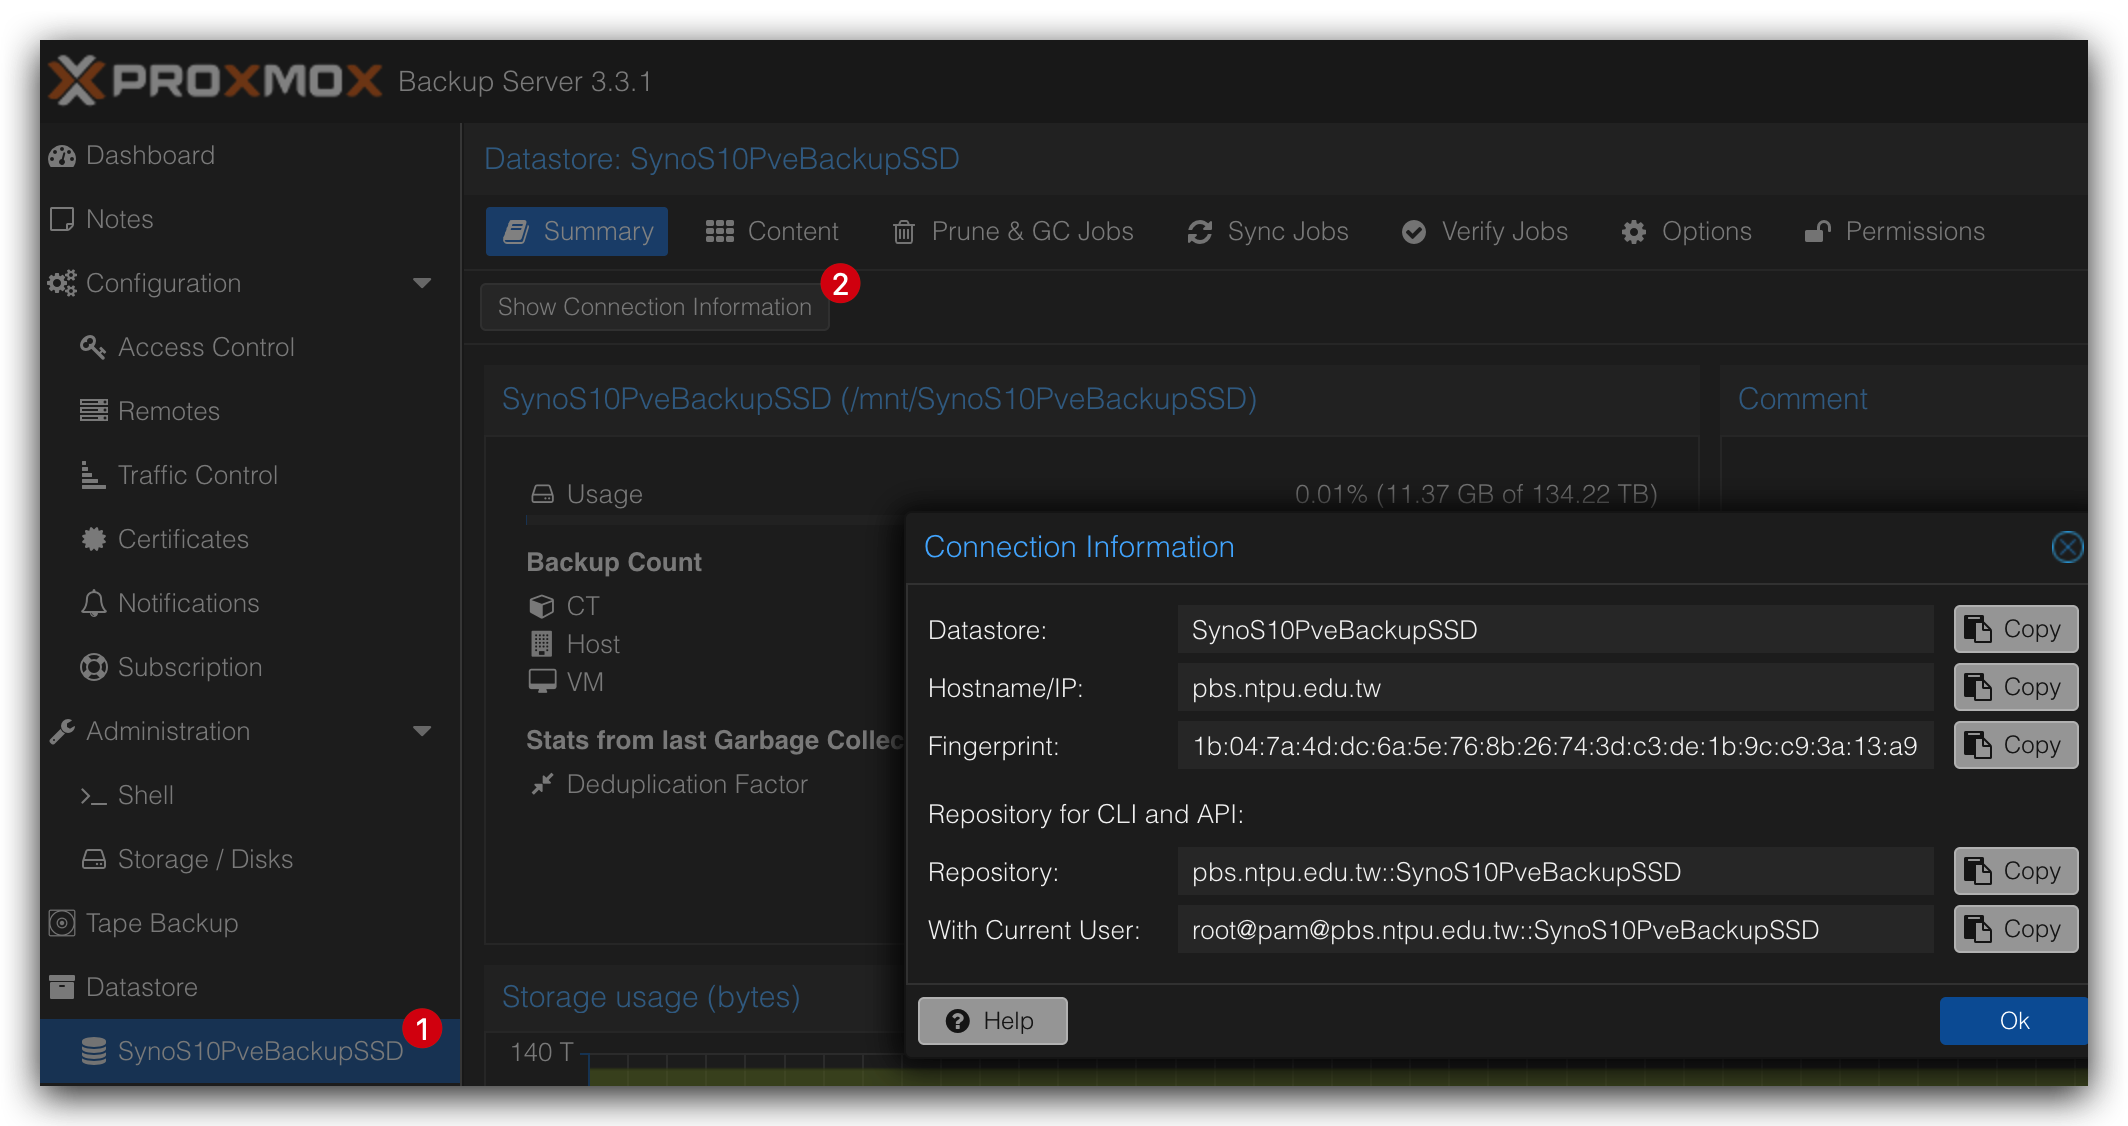 PROXMOX Backup Server 3.3.1
Dashboard
Notes
Configuration
Access Control
Remotes
Traffic Control
Certificates
Notifications
Subscription
Administration
Shell
Storage / Disks
Tape Backup
Datastore
SynoS10PveBackupSSD 1
Datastore: SynoS10PveBackupSSD
Summary Content Prune & GC Jobs Sync Jobs Verify Jobs Options Permissions
Show Connection Information 2
SynoS10PveBackupSSD (/mnt/SynoS10PveBackupSSD)
Comment
Usage 0.01% (11.37 GB of 134.22 TB)
Backup Count
CT
Host
VM
Stats from last Garbage Collec
Deduplication Factor
Storage usage (bytes)
140 T
Connection Information
Datastore: SynoS10PveBackupSSD Copy
Hostname/IP: pbs.ntpu.edu.tw Copy
Fingerprint: 1b:04:7a:4d:dc:6a:5e:76:8b:26:74:3d:c3:de:1b:9c:c9:3a:13:a9 Copy
Repository for CLI and API:
Repository: pbs.ntpu.edu.tw::SynoS10PveBackupSSD Copy
With Current User: root@pam@pbs.ntpu.edu.tw::SynoS10PveBackupSSD Copy
Help Ok